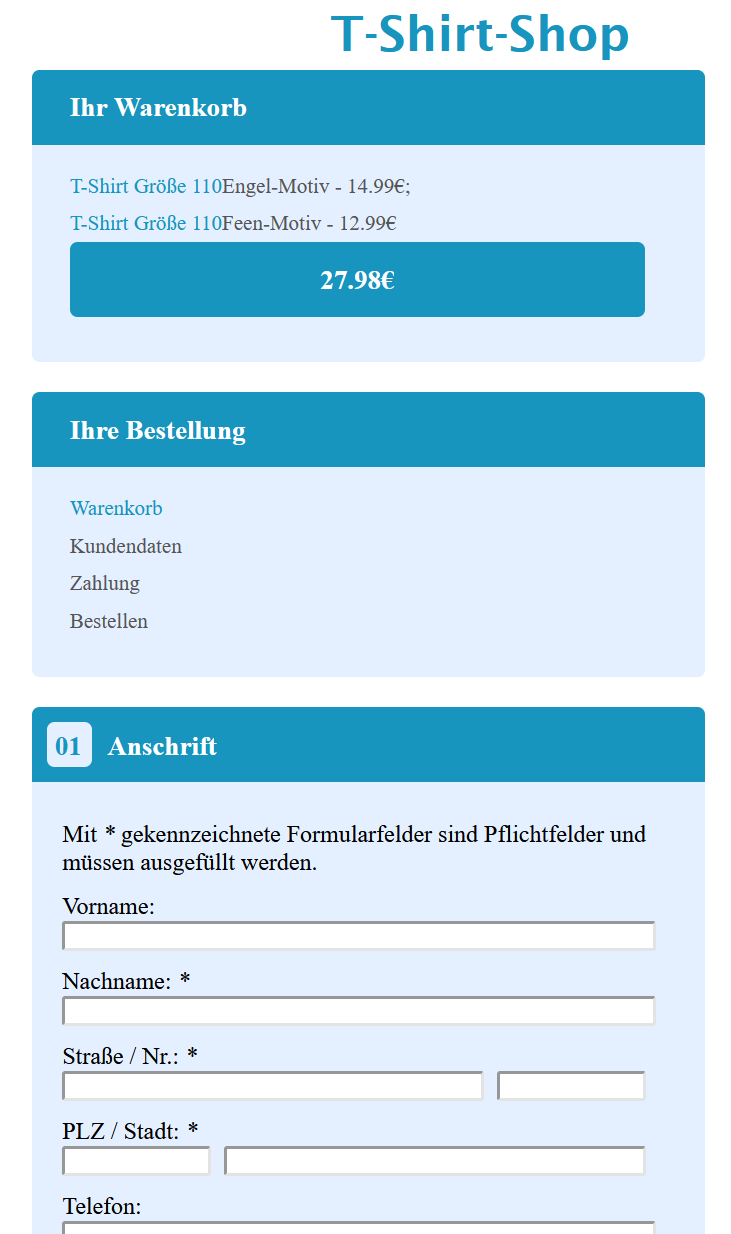 T-Shirt-Shop
Ihr Warenkorb
T-Shirt Größe 110Engel-Motiv - 14.99€;
T-Shirt Größe 110Feen-Motiv - 12.99€
27.98€
Ihre Bestellung
Warenkorb
Kundendaten
Zahlung
Bestellen
01 Anschrift
Mit * gekennzeichnete Formularfelder sind Pflichtfelder und
müssen ausgefüllt werden.
Vorname:
Nachname: *
Straße / Nr.: *
PLZ / Stadt: *
Telefon: